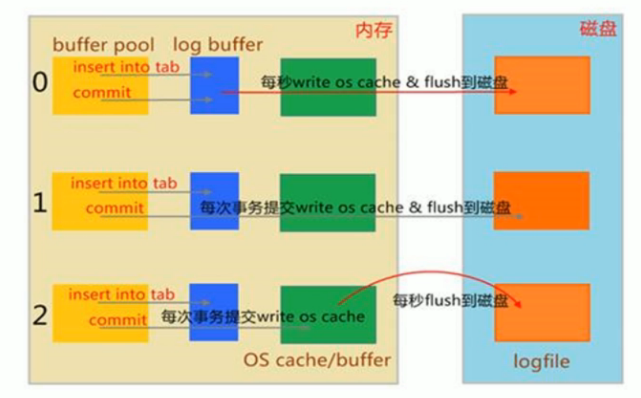 内存
磁盘
buffer pool log buffer
0
insert into tab
commit
每秒write os cache & flush到磁盘
1
insert into tab
commit
每次事务提交write os cache & flush到磁盘
2
insert into tab
commit
每次事务提交write os cache
每秒flush到磁盘
OS cache/buffer
logfile